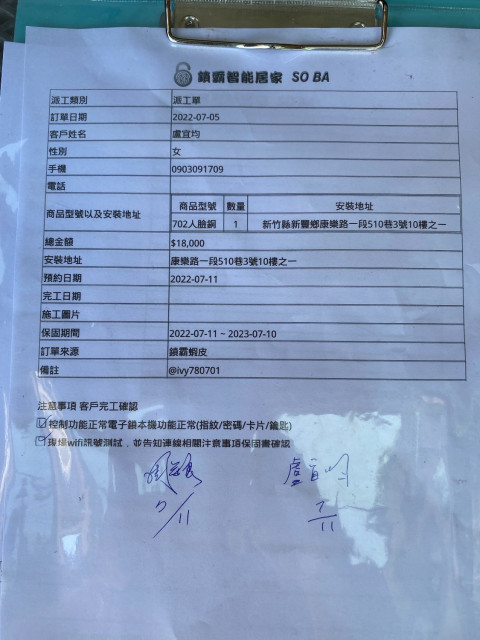 鎖霸智能居家 SO BA
派工類別 派工單
訂單日期 2022-07-05
客戶姓名 盧宜均
性別 女
手機 0903091709
電話
商品型號以及安裝地址
商品型號 數量 安裝地址
702人臉銅 1 新竹縣新豐鄉康樂路一段510巷3號10樓之一
總金額 $18,000
安裝地址 康樂路一段510巷3號10樓之一
預約日期 2022-07-11
完工日期
施工圖片
保固期間 2022-07-11 ~ 2023-07-10
訂單來源 鎖霸蝦皮
備註 @ivy780701
注意事項 客戶完工確認
控制功能正常電子鎖本機功能正常(指紋/密碼/卡片/鑰匙)
現場wifi訊號測試，並告知連線相關注意事項保固書確認
盧宜均
7/11 7/11